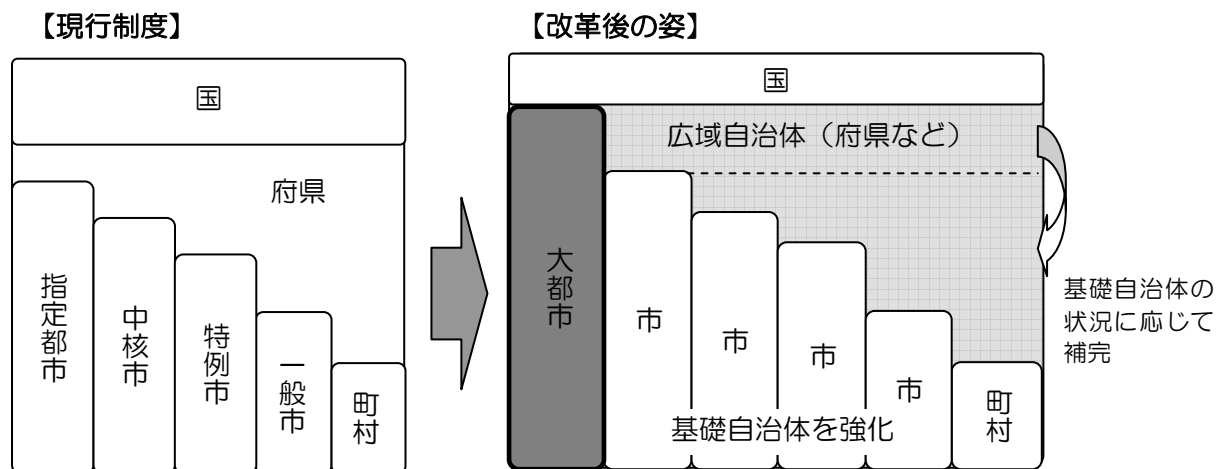 【現行制度】
国
府県
指定都市
中核市
特例市
一般市
町村
【改革後の姿】
国
広域自治体（府県など）
大都市
市
市
市
市
町村
基礎自治体を強化
基礎自治体の
状況に応じて
補完